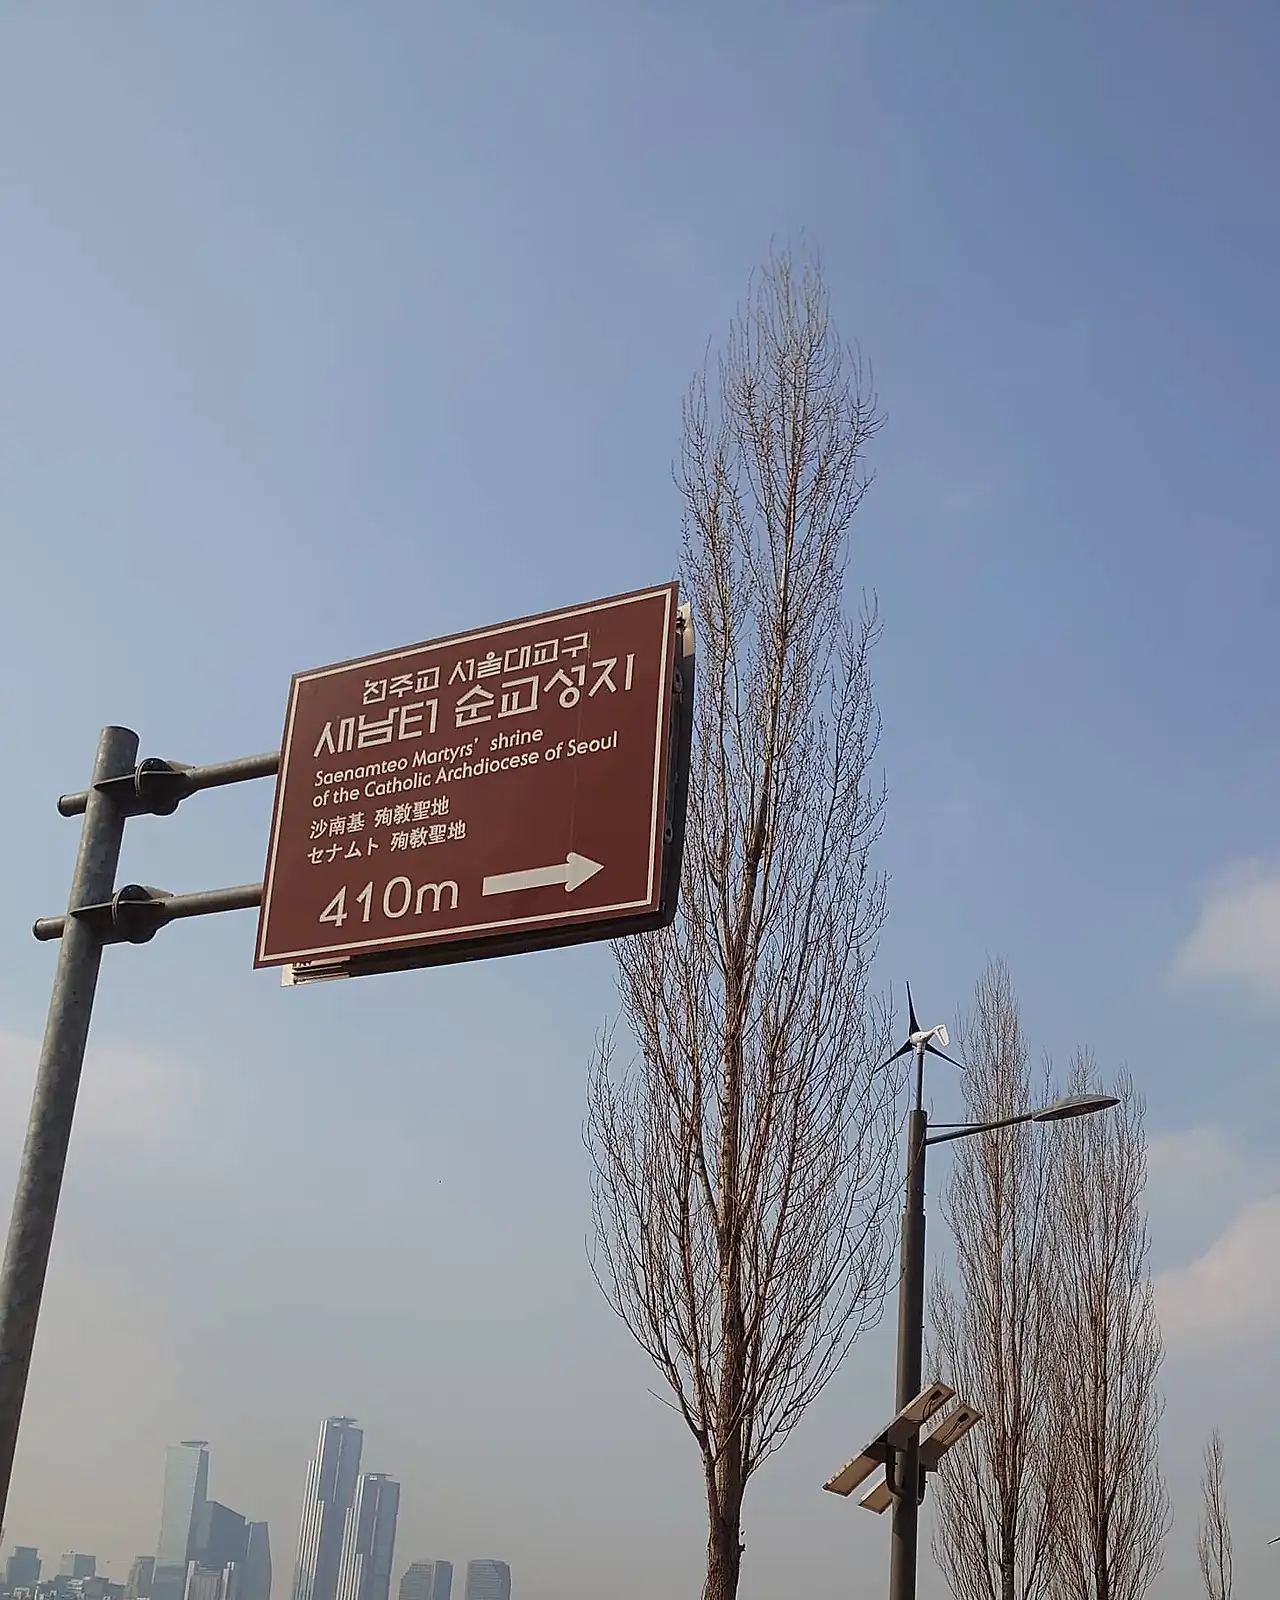 천주교 서울대교구
새남터 순교성지
Saenamteo Martyrs' shrine
of the Catholic Archdiocese of Seoul
沙南基 殉敎聖地
セナムト 殉敎聖地
410m